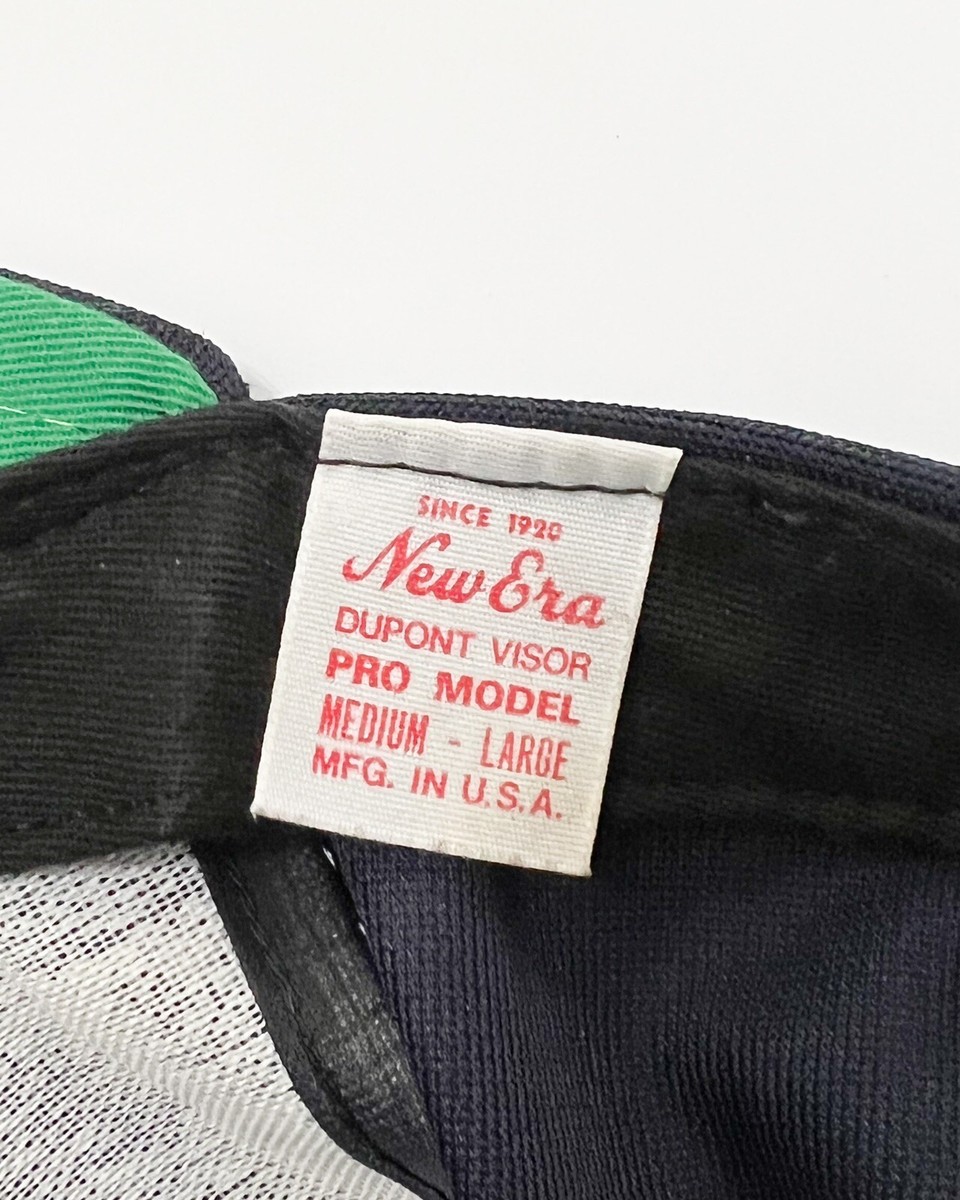 SINCE 1920
New Era
DUPONT VISOR
PRO MODEL
MEDIUM - LARGE
MFG. IN U.S.A.